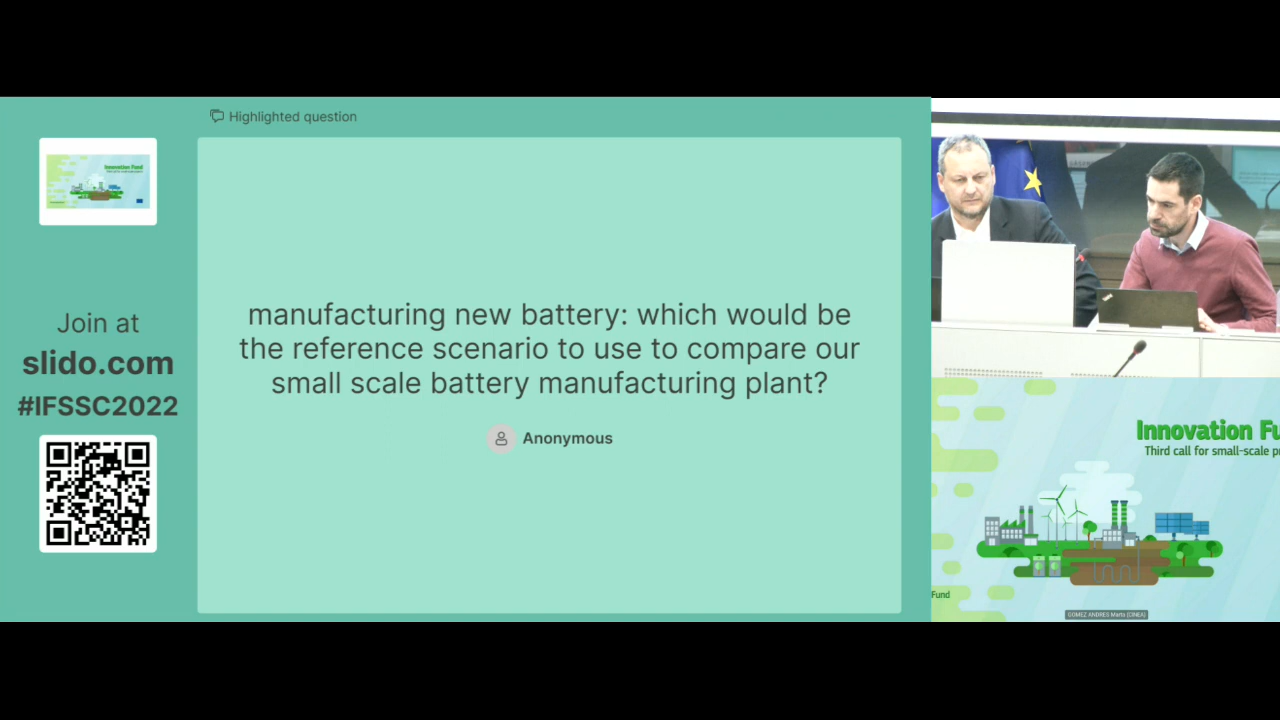 Highlighted question
Innovation Fund
Join at
slido.com
#IFSSC2022
manufacturing new battery: which would be
the reference scenario to use to compare our
small scale battery manufacturing plant?
Anonymous
Innovation Fu
Third call for small-scale p
Fund
GOMEZ ANDRES Marta (CINEA)